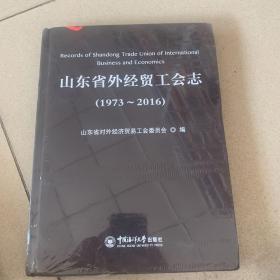 Records of Shandong Trade Union of International
Business and Economics
山东省外经贸工会志
(1973~2016)
山东省对外经济贸易工会委员会 ◎ 编
中国海洋大学出版社